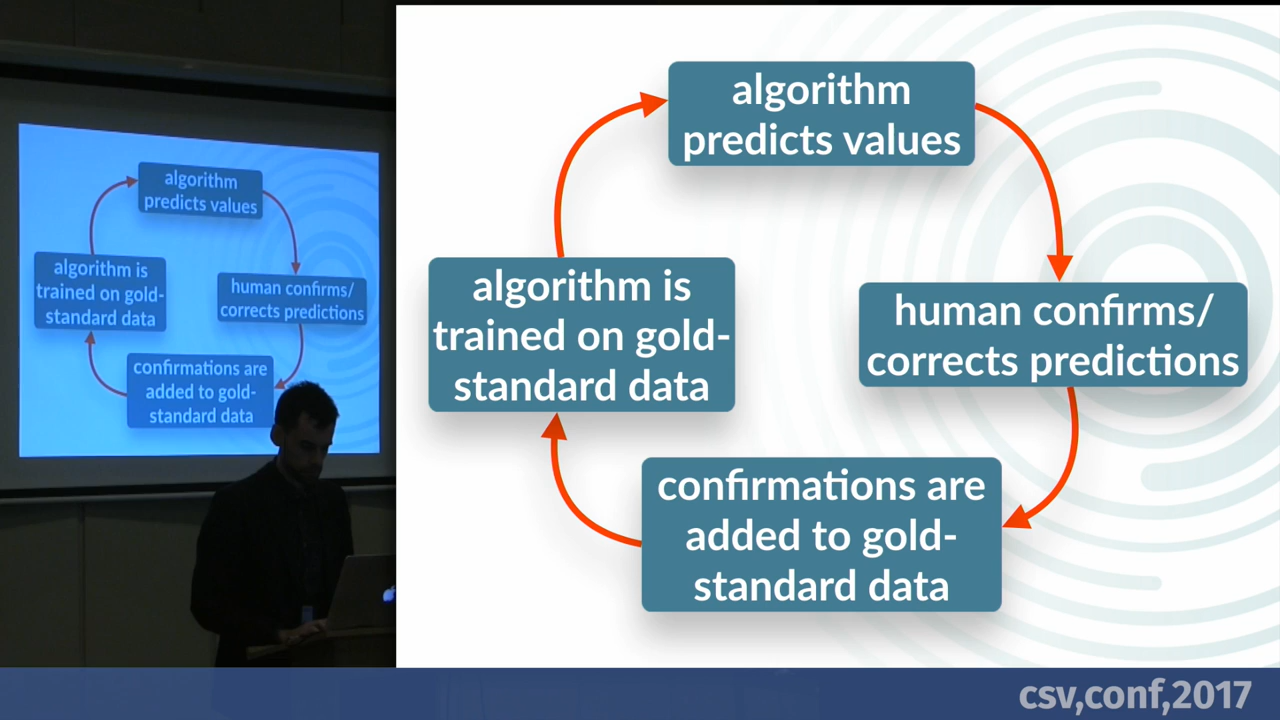 algorithm
predicts values
algorithm is
trained on gold-
standard data
human confirms/
corrects predictions
confirmations are
added to gold-
standard data
algorithm
predicts values
human confirms/
corrects predictions
confirmations are
added to gold-
standard data
algorithm is
trained on gold-
standard data
csv,conf,2017